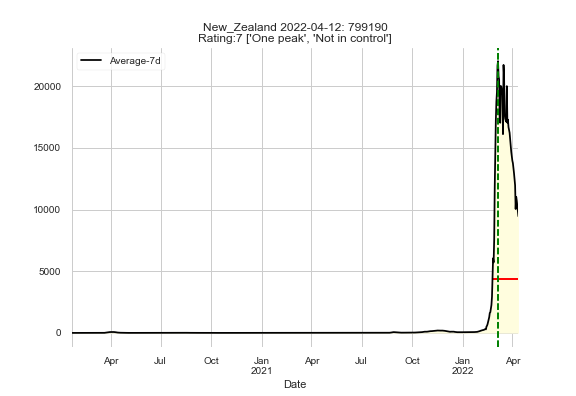 New_Zealand 2022-04-12: 799190
Rating:7 ['One peak', 'Not in control']
Average-7d
20000
15000
10000
5000
0
Apr Jul Oct Jan Apr Jul Oct Jan Apr
2021 2022
Date